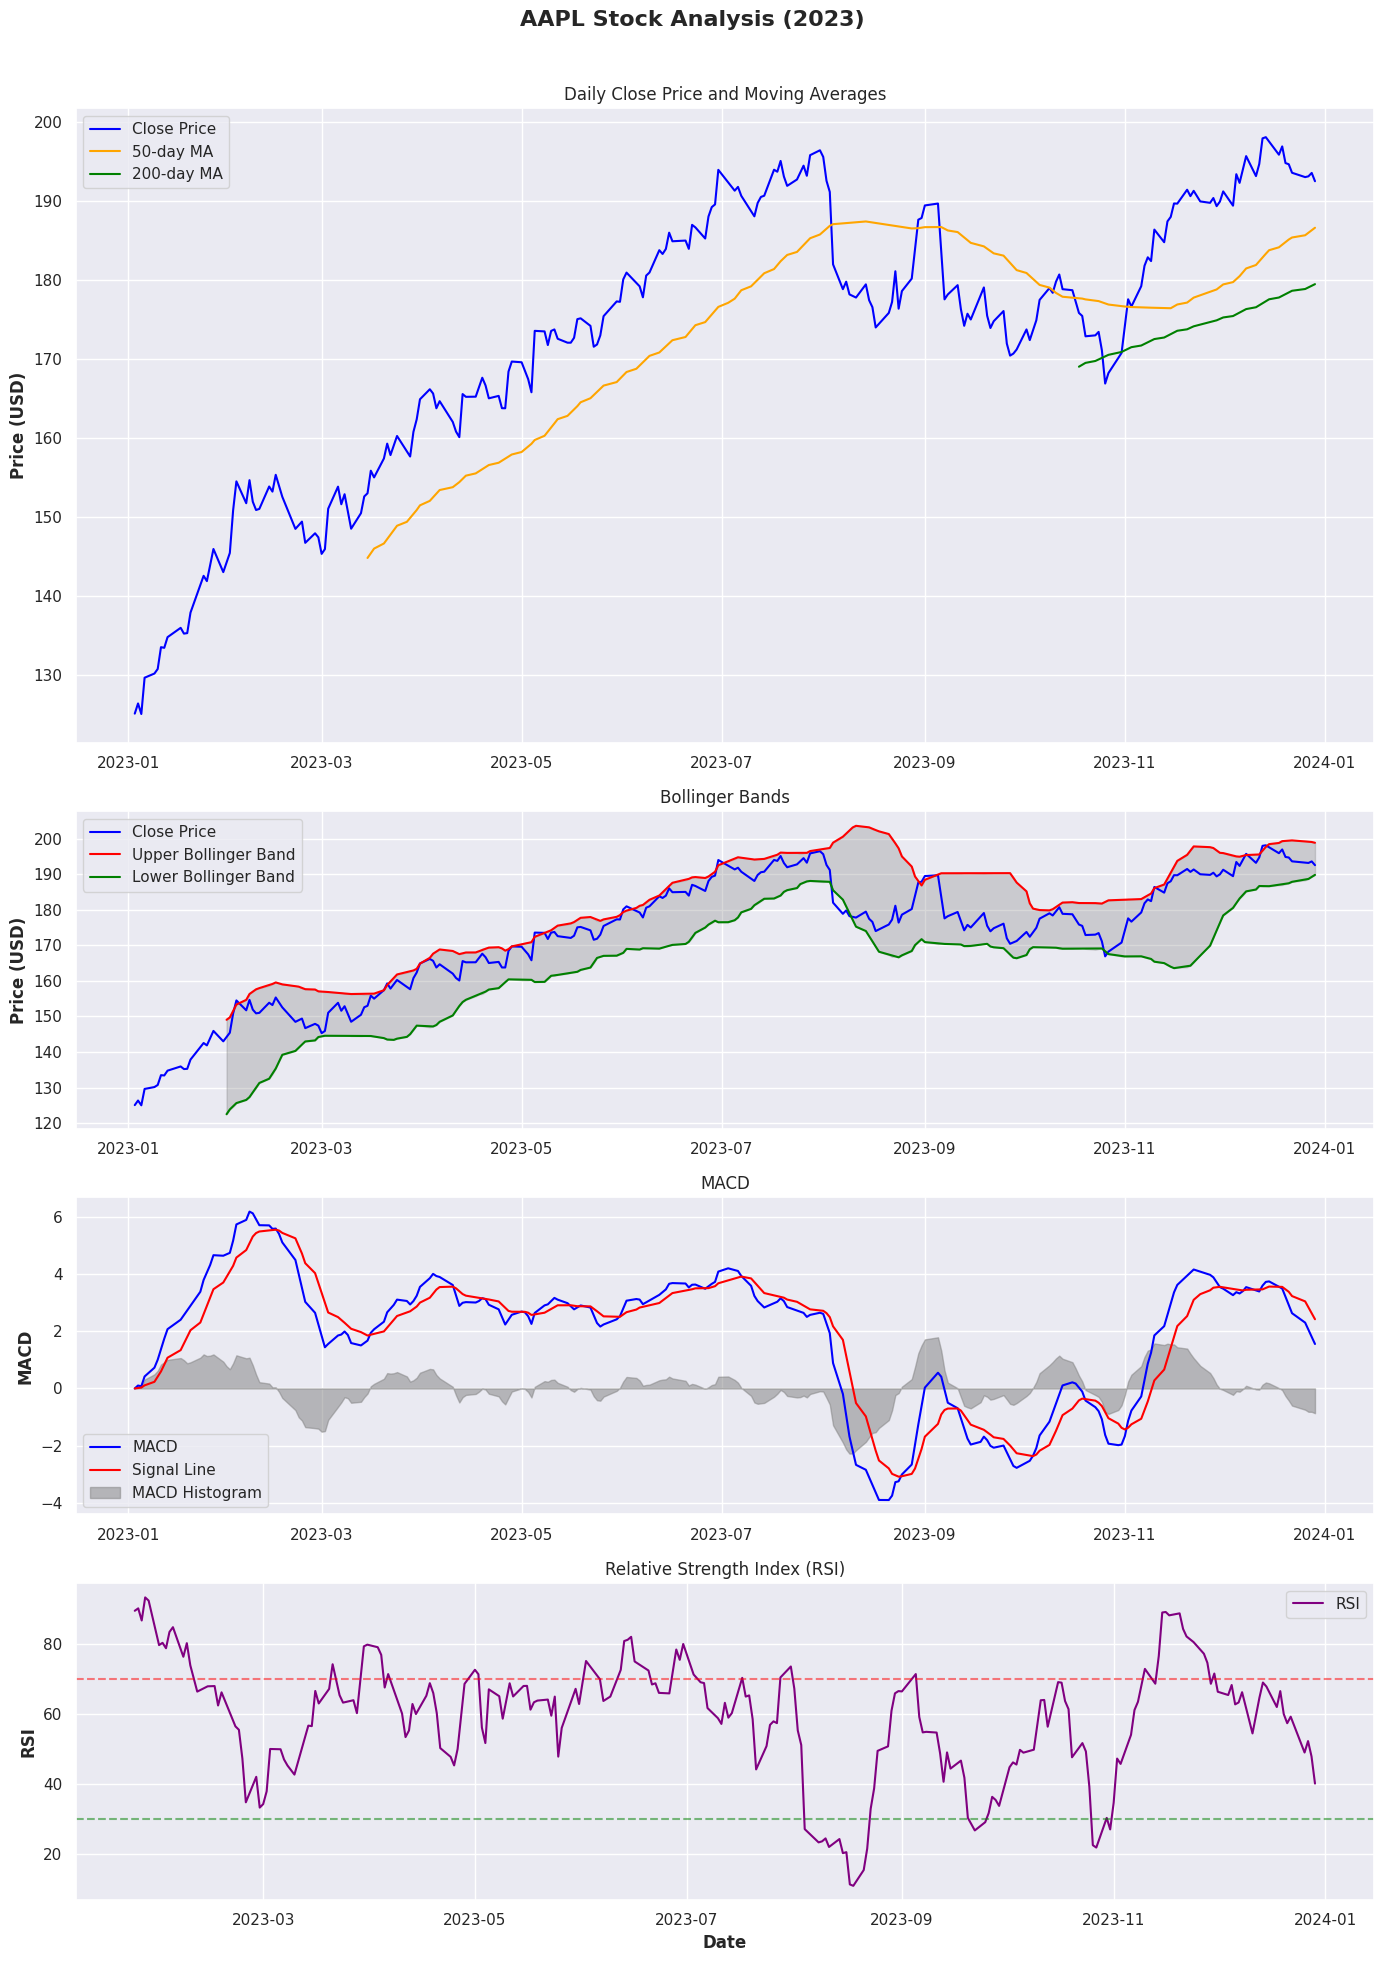 AAPL Stock Analysis (2023)
Daily Close Price and Moving Averages
Close Price
50-day MA
200-day MA
Price (USD)
200
190
180
170
160
150
140
130
2023-01 2023-03 2023-05 2023-07 2023-09 2023-11 2024-01
Bollinger Bands
Close Price
Upper Bollinger Band
Lower Bollinger Band
Price (USD)
200
190
180
170
160
150
140
130
120
2023-01 2023-03 2023-05 2023-07 2023-09 2023-11 2024-01
MACD
MACD
6
4
2
0
−2
−4
MACD
Signal Line
MACD Histogram
2023-01 2023-03 2023-05 2023-07 2023-09 2023-11 2024-01
Relative Strength Index (RSI)
RSI
RSI
80
60
40
20
2023-03 2023-05 2023-07 2023-09 2023-11 2024-01
Date